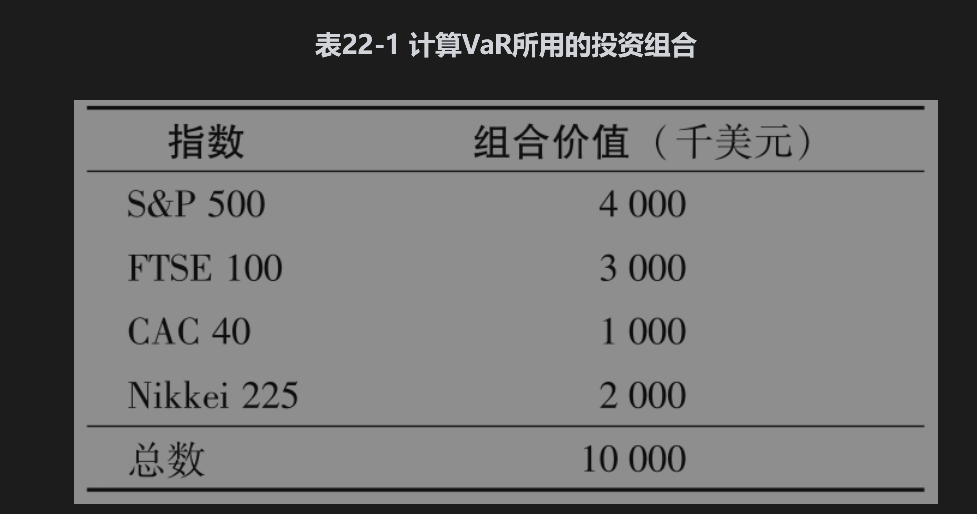 表22-1 计算VaR所用的投资组合
指数 组合价值（千美元）
S&P 500 4 000
FTSE 100 3 000
CAC 40 1 000
Nikkei 225 2 000
总数 10 000